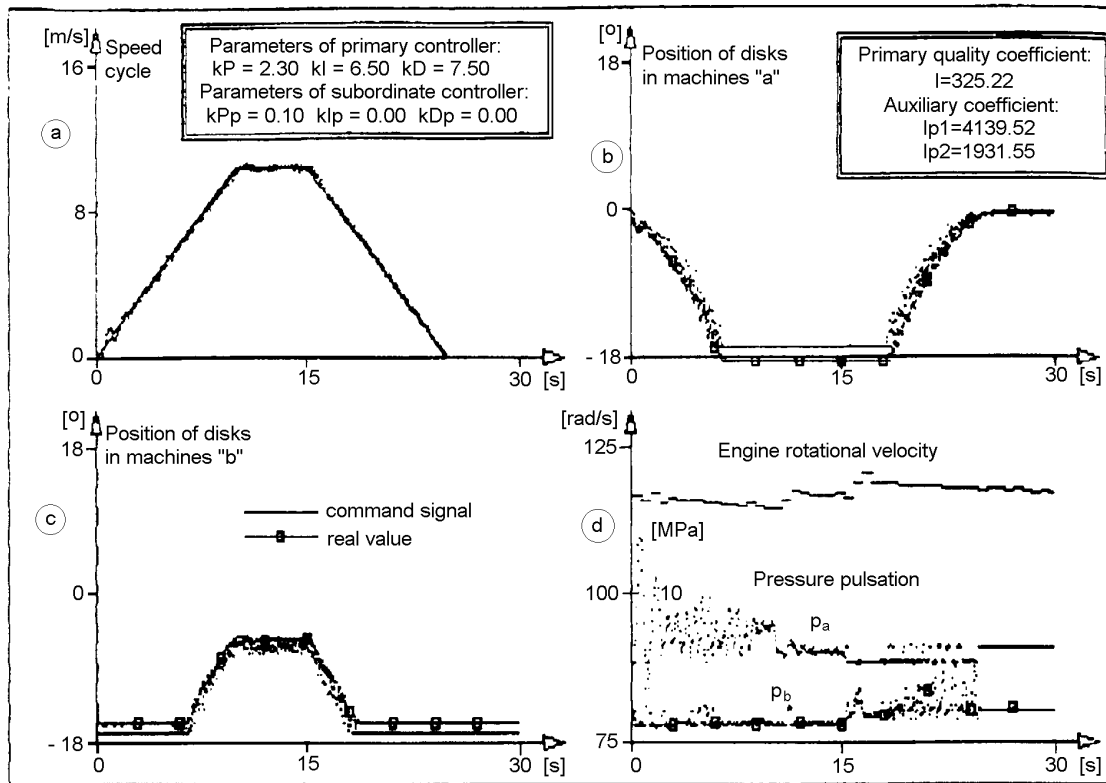 [m/s]
Speed
cycle
16
8
0
Parameters of primary controller:
kP = 2.30 kI = 6.50 kD = 7.50
Parameters of subordinate controller:
kPp = 0.10 kIp = 0.00 kDp = 0.00
a
0
15
30
[s]
[o]
Position of disks
in machines "a"
18
0
- 18
Primary quality coefficient:
I=325.22
Auxiliary coefficient:
Ip1=4139.52
Ip2=1931.55
b
0
15
30
[s]
[o]
Position of disks
in machines "b"
18
0
- 18
c
command signal
real value
0
15
30
[s]
[rad/s]
125
Engine rotational velocity
d
[MPa]
100
10
Pressure pulsation
pa
pb
75
0
15
30
[s]